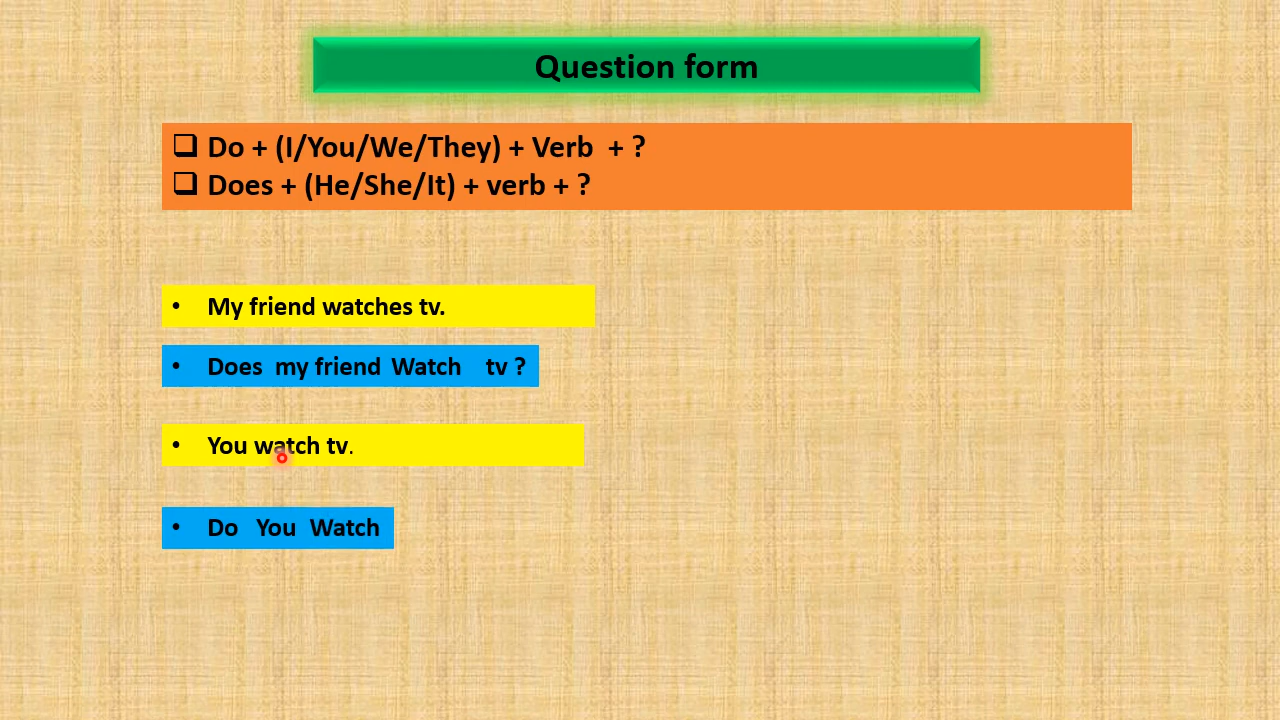 Question form
❑ Do + (I/You/We/They) + Verb + ?
❑ Does + (He/She/It) + verb + ?
• My friend watches tv.
• Does my friend Watch tv ?
• You watch tv.
• Do You Watch